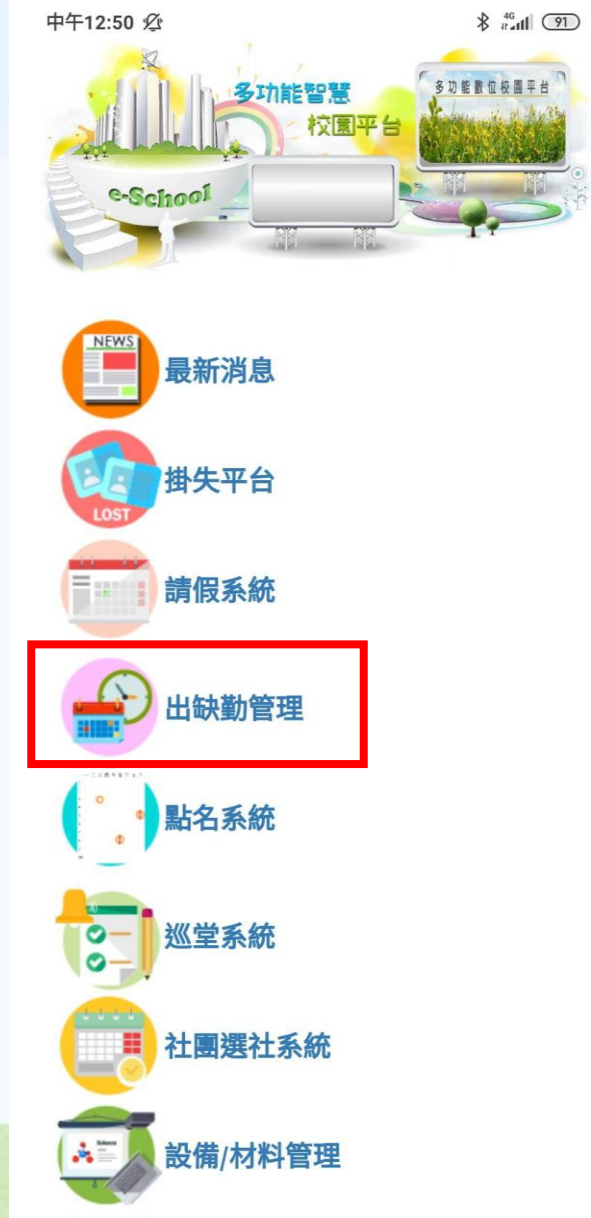 中午12:50
4G
91
多功能智慧
校園平台
多功能數位校園平台
e-School
NEWS
最新消息
LOST
掛失平台
請假系統
出缺勤管理
點名系統
巡堂系統
社團選社系統
設備/材料管理